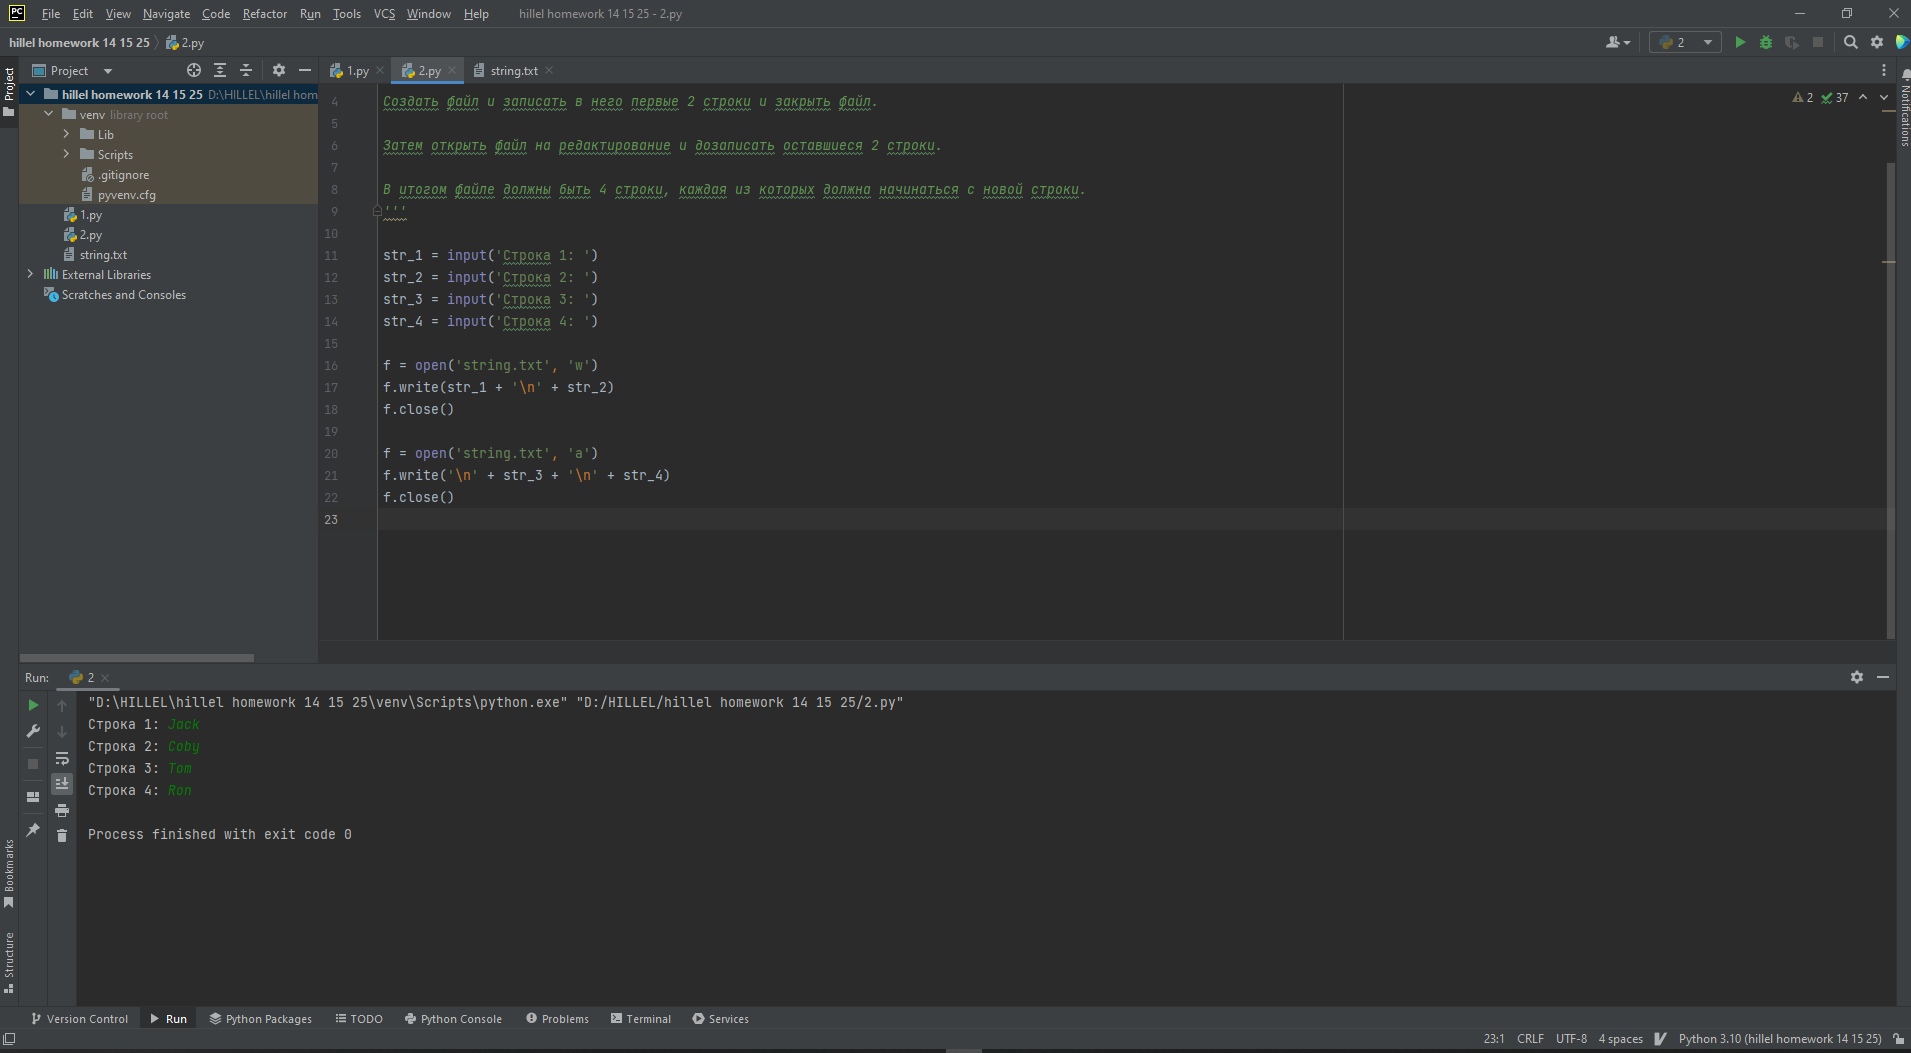 PC File Edit View Navigate Code Refactor Run Tools VCS Window Help hillel homework 14 15 25 - 2.py
hillel homework 14 15 25 2.py 2
Project
Project
1.py 2.py string.txt
hillel homework 14 15 25 D:\HILLEL\hillel hom
venv library root
Lib
Scripts
.gitignore
pyvenv.cfg
1.py
2.py
string.txt
External Libraries
Scratches and Consoles
2 37
Notifications
4 Создать файл и записать в него первые 2 строки и закрыть файл.
5
6 Затем открыть файл на редактирование и дозаписать оставшиеся 2 строки.
7
8 В итогом файле должны быть 4 строки, каждая из которых должна начинаться с новой строки.
9 '''
10
11 str_1 = input('Строка 1: ')
12 str_2 = input('Строка 2: ')
13 str_3 = input('Строка 3: ')
14 str_4 = input('Строка 4: ')
15
16 f = open('string.txt', 'w')
17 f.write(str_1 + '\n' + str_2)
18 f.close()
19
20 f = open('string.txt', 'a')
21 f.write('\n' + str_3 + '\n' + str_4)
22 f.close()
23
Run: 2
"D:\HILLEL\hillel homework 14 15 25\venv\Scripts\python.exe" "D:/HILLEL/hillel homework 14 15 25/2.py"
Строка 1: Jack
Строка 2: Coby
Строка 3: Tom
Строка 4: Ron
Process finished with exit code 0
Bookmarks
Structure
Version Control Run Python Packages TODO Python Console Problems Terminal Services
23:1 CRLF UTF-8 4 spaces Python 3.10 (hillel homework 14 15 25)